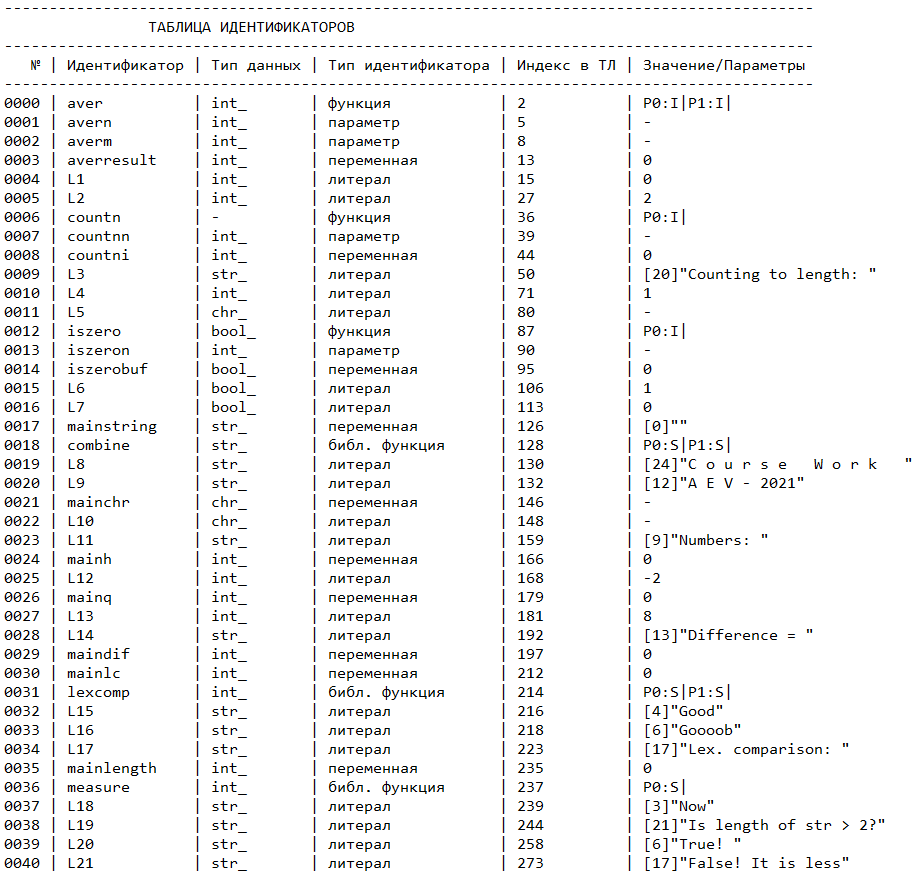 ------------------------------------------------------------------------------------------
ТАБЛИЦА ИДЕНТИФИКАТОРОВ
------------------------------------------------------------------------------------------
№ | Идентификатор | Тип данных | Тип идентификатора | Индекс в ТЛ | Значение/Параметры
------------------------------------------------------------------------------------------
0000 | aver | int_ | функция | 2 | P0:I|P1:I|
0001 | avern | int_ | параметр | 5 | -
0002 | averm | int_ | параметр | 8 | -
0003 | averresult | int_ | переменная | 13 | 0
0004 | L1 | int_ | литерал | 15 | 0
0005 | L2 | int_ | литерал | 27 | 2
0006 | countn | - | функция | 36 | P0:I|
0007 | countnn | int_ | параметр | 39 | -
0008 | countni | int_ | переменная | 44 | 0
0009 | L3 | str_ | литерал | 50 | [20]"Counting to length: "
0010 | L4 | int_ | литерал | 71 | 1
0011 | L5 | chr_ | литерал | 80 | -
0012 | iszero | bool_ | функция | 87 | P0:I|
0013 | iszeron | int_ | параметр | 90 | -
0014 | iszerobuf | bool_ | переменная | 95 | 0
0015 | L6 | bool_ | литерал | 106 | 1
0016 | L7 | bool_ | литерал | 113 | 0
0017 | mainstring | str_ | переменная | 126 | [0]""
0018 | combine | str_ | библ. функция | 128 | P0:S|P1:S|
0019 | L8 | str_ | литерал | 130 | [24]"C o u r s e   W o r k   "
0020 | L9 | str_ | литерал | 132 | [12]"A E V - 2021"
0021 | mainchr | chr_ | переменная | 146 | -
0022 | L10 | chr_ | литерал | 148 | -
0023 | L11 | str_ | литерал | 159 | [9]"Numbers: "
0024 | mainh | int_ | переменная | 166 | 0
0025 | L12 | int_ | литерал | 168 | -2
0026 | mainq | int_ | переменная | 179 | 0
0027 | L13 | int_ | литерал | 181 | 8
0028 | L14 | str_ | литерал | 192 | [13]"Difference = "
0029 | maindif | int_ | переменная | 197 | 0
0030 | mainlc | int_ | переменная | 212 | 0
0031 | lexcomp | int_ | библ. функция | 214 | P0:S|P1:S|
0032 | L15 | str_ | литерал | 216 | [4]"Good"
0033 | L16 | str_ | литерал | 218 | [6]"Goooob"
0034 | L17 | str_ | литерал | 223 | [17]"Lex. comparison: "
0035 | mainlength | int_ | переменная | 235 | 0
0036 | measure | int_ | библ. функция | 237 | P0:S|
0037 | L18 | str_ | литерал | 239 | [3]"Now"
0038 | L19 | str_ | литерал | 244 | [21]"Is length of str > 2?"
0039 | L20 | str_ | литерал | 258 | [6]"True! "
0040 | L21 | str_ | литерал | 273 | [17]"False! It is less"